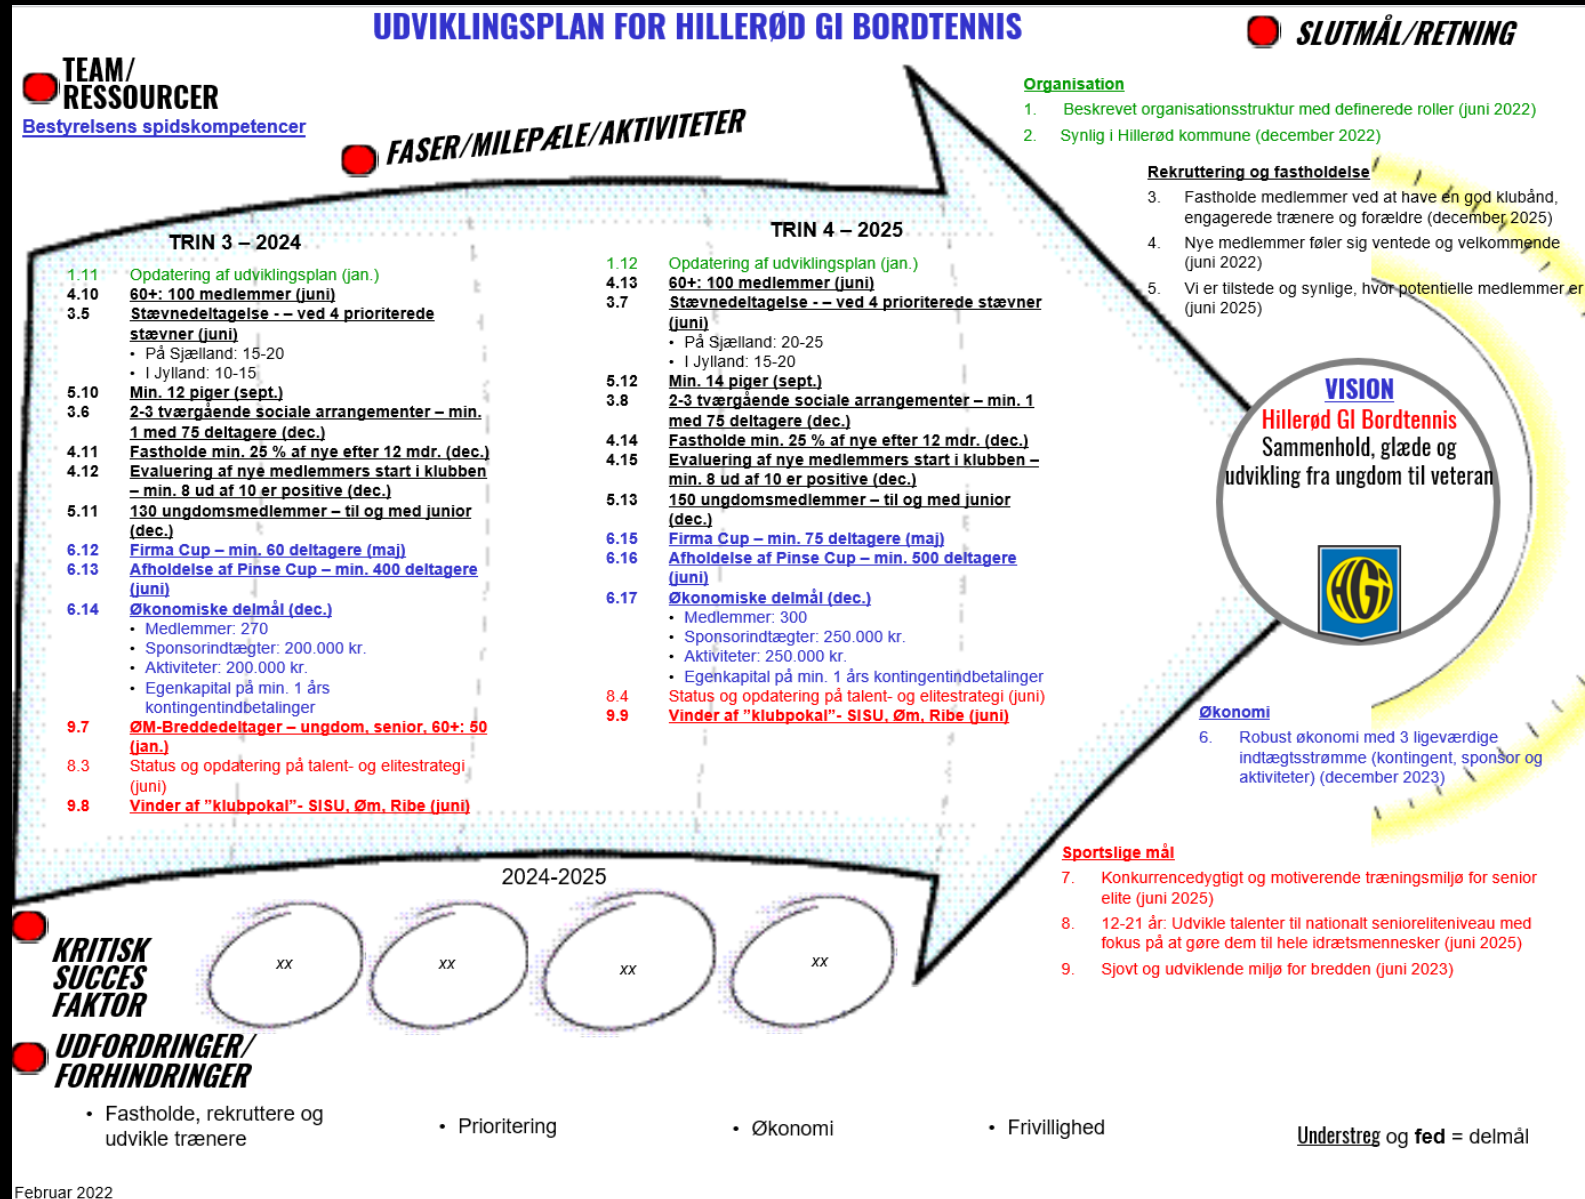 UDVIKLINGSPLAN FOR HILLERØD GI BORDTENNIS
SLUTMÅL/RETNING
TEAM/
RESSOURCER
Bestyrelsens spidskompetencer
FASER/MILEPÆLE/AKTIVITETER
TRIN 3 – 2024
1.11 Opdatering af udviklingsplan (jan.)
4.10 60+: 100 medlemmer (juni)
3.5 Stævnedeltagelse - – ved 4 prioriterede
stævner (juni)
• På Sjælland: 15-20
• I Jylland: 10-15
5.10 Min. 12 piger (sept.)
3.6 2-3 tværgående sociale arrangementer – min.
1 med 75 deltagere (dec.)
4.11 Fastholde min. 25 % af nye efter 12 mdr. (dec.)
4.12 Evaluering af nye medlemmers start i klubben
– min. 8 ud af 10 er positive (dec.)
5.11 130 ungdomsmedlemmer – til og med junior
(dec.)
6.12 Firma Cup – min. 60 deltagere (maj)
6.13 Afholdelse af Pinse Cup – min. 400 deltagere
(juni)
6.14 Økonomiske delmål (dec.)
• Medlemmer: 270
• Sponsorindtægter: 200.000 kr.
• Aktiviteter: 200.000 kr.
• Egenkapital på min. 1 års
kontingentindbetalinger
9.7 ØM-Breddedeltager – ungdom, senior, 60+: 50
(jan.)
8.3 Status og opdatering på talent- og elitestrategi
(juni)
9.8 Vinder af ”klubpokal”- SISU, Øm, Ribe (juni)
TRIN 4 – 2025
1.12 Opdatering af udviklingsplan (jan.)
4.13 60+: 100 medlemmer (juni)
3.7 Stævnedeltagelse - – ved 4 prioriterede stævner
(juni)
• På Sjælland: 20-25
• I Jylland: 15-20
5.12 Min. 14 piger (sept.)
3.8 2-3 tværgående sociale arrangementer – min. 1
med 75 deltagere (dec.)
4.14 Fastholde min. 25 % af nye efter 12 mdr. (dec.)
4.15 Evaluering af nye medlemmers start i klubben –
min. 8 ud af 10 er positive (dec.)
5.13 150 ungdomsmedlemmer – til og med junior
(dec.)
6.15 Firma Cup – min. 75 deltagere (maj)
6.16 Afholdelse af Pinse Cup – min. 500 deltagere
(juni)
6.17 Økonomiske delmål (dec.)
• Medlemmer: 300
• Sponsorindtægter: 250.000 kr.
• Aktiviteter: 250.000 kr.
• Egenkapital på min. 1 års kontingentindbetalinger
8.4 Status og opdatering på talent- og elitestrategi (juni)
9.9 Vinder af ”klubpokal”- SISU, Øm, Ribe (juni)
Organisation
1. Beskrevet organisationsstruktur med definerede roller (juni 2022)
2. Synlig i Hillerød kommune (december 2022)
Rekruttering og fastholdelse
3. Fastholde medlemmer ved at have en god klubånd,
engagerede trænere og forældre (december 2025)
4. Nye medlemmer føler sig ventede og velkommende
(juni 2022)
5. Vi er tilstede og synlige, hvor potentielle medlemmer er
(juni 2025)
VISION
Hillerød GI Bordtennis
Sammenhold, glæde og
udvikling fra ungdom til veteran
HGI
Økonomi
6. Robust økonomi med 3 ligeværdige
indtægtsstrømme (kontingent, sponsor og
aktiviteter) (december 2023)
Sportslige mål
7. Konkurrencedygtigt og motiverende træningsmiljø for senior
elite (juni 2025)
8. 12-21 år: Udvikle talenter til nationalt senioreliteniveau med
fokus på at gøre dem til hele idrætsmennesker (juni 2025)
9. Sjovt og udviklende miljø for bredden (juni 2023)
2024-2025
KRITISK
SUCCES
FAKTOR
xx
xx
xx
xx
UDFORDRINGER/
FORHINDRINGER
• Fastholde, rekruttere og
udvikle trænere
• Prioritering
• Økonomi
• Frivillighed
Understreg og fed = delmål
Februar 2022